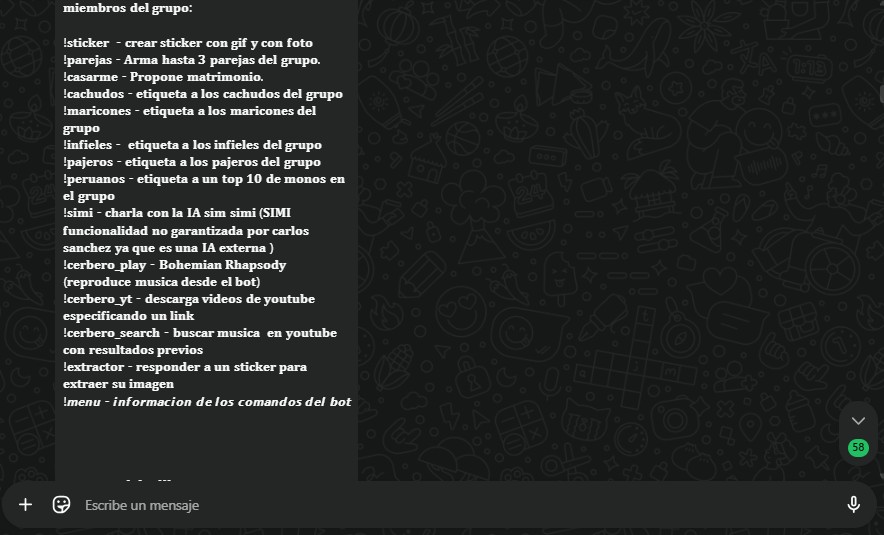 miembros del grupo:
!sticker - crear sticker con gif y con foto
!parejas - Arma hasta 3 parejas del grupo.
!casarme - Propone matrimonio.
!cachudos - etiqueta a los cachudos del grupo
!maricones - etiqueta a los maricones del
grupo
!infieles - etiqueta a los infieles del grupo
!pajeros - etiqueta a los pajeros del grupo
!peruanos - etiqueta a un top 10 de monos en
el grupo
!simi - charla con la IA sim simi (SIMI
funcionalidad no garantizada por carlos
sanchez ya que es una IA externa )
!cerbero_play - Bohemian Rhapsody
(reproduce musica desde el bot)
!cerbero_yt - descarga videos de youtube
especificando un link
!cerbero_search - buscar musica en youtube
con resultados previos
!extractor - responder a un sticker para
extraer su imagen
!menu - informacion de los comandos del bot
58
Escribe un mensaje